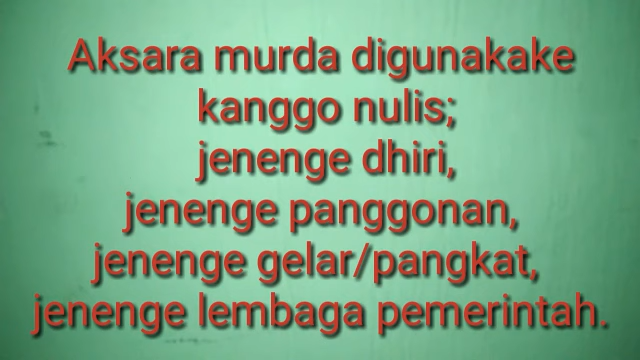 Aksara murda digunakake
kanggo nulis;
jenenge dhiri,
jenenge panggonan,
jenenge gelar/pangkat,
jenenge lembaga pemerintah.